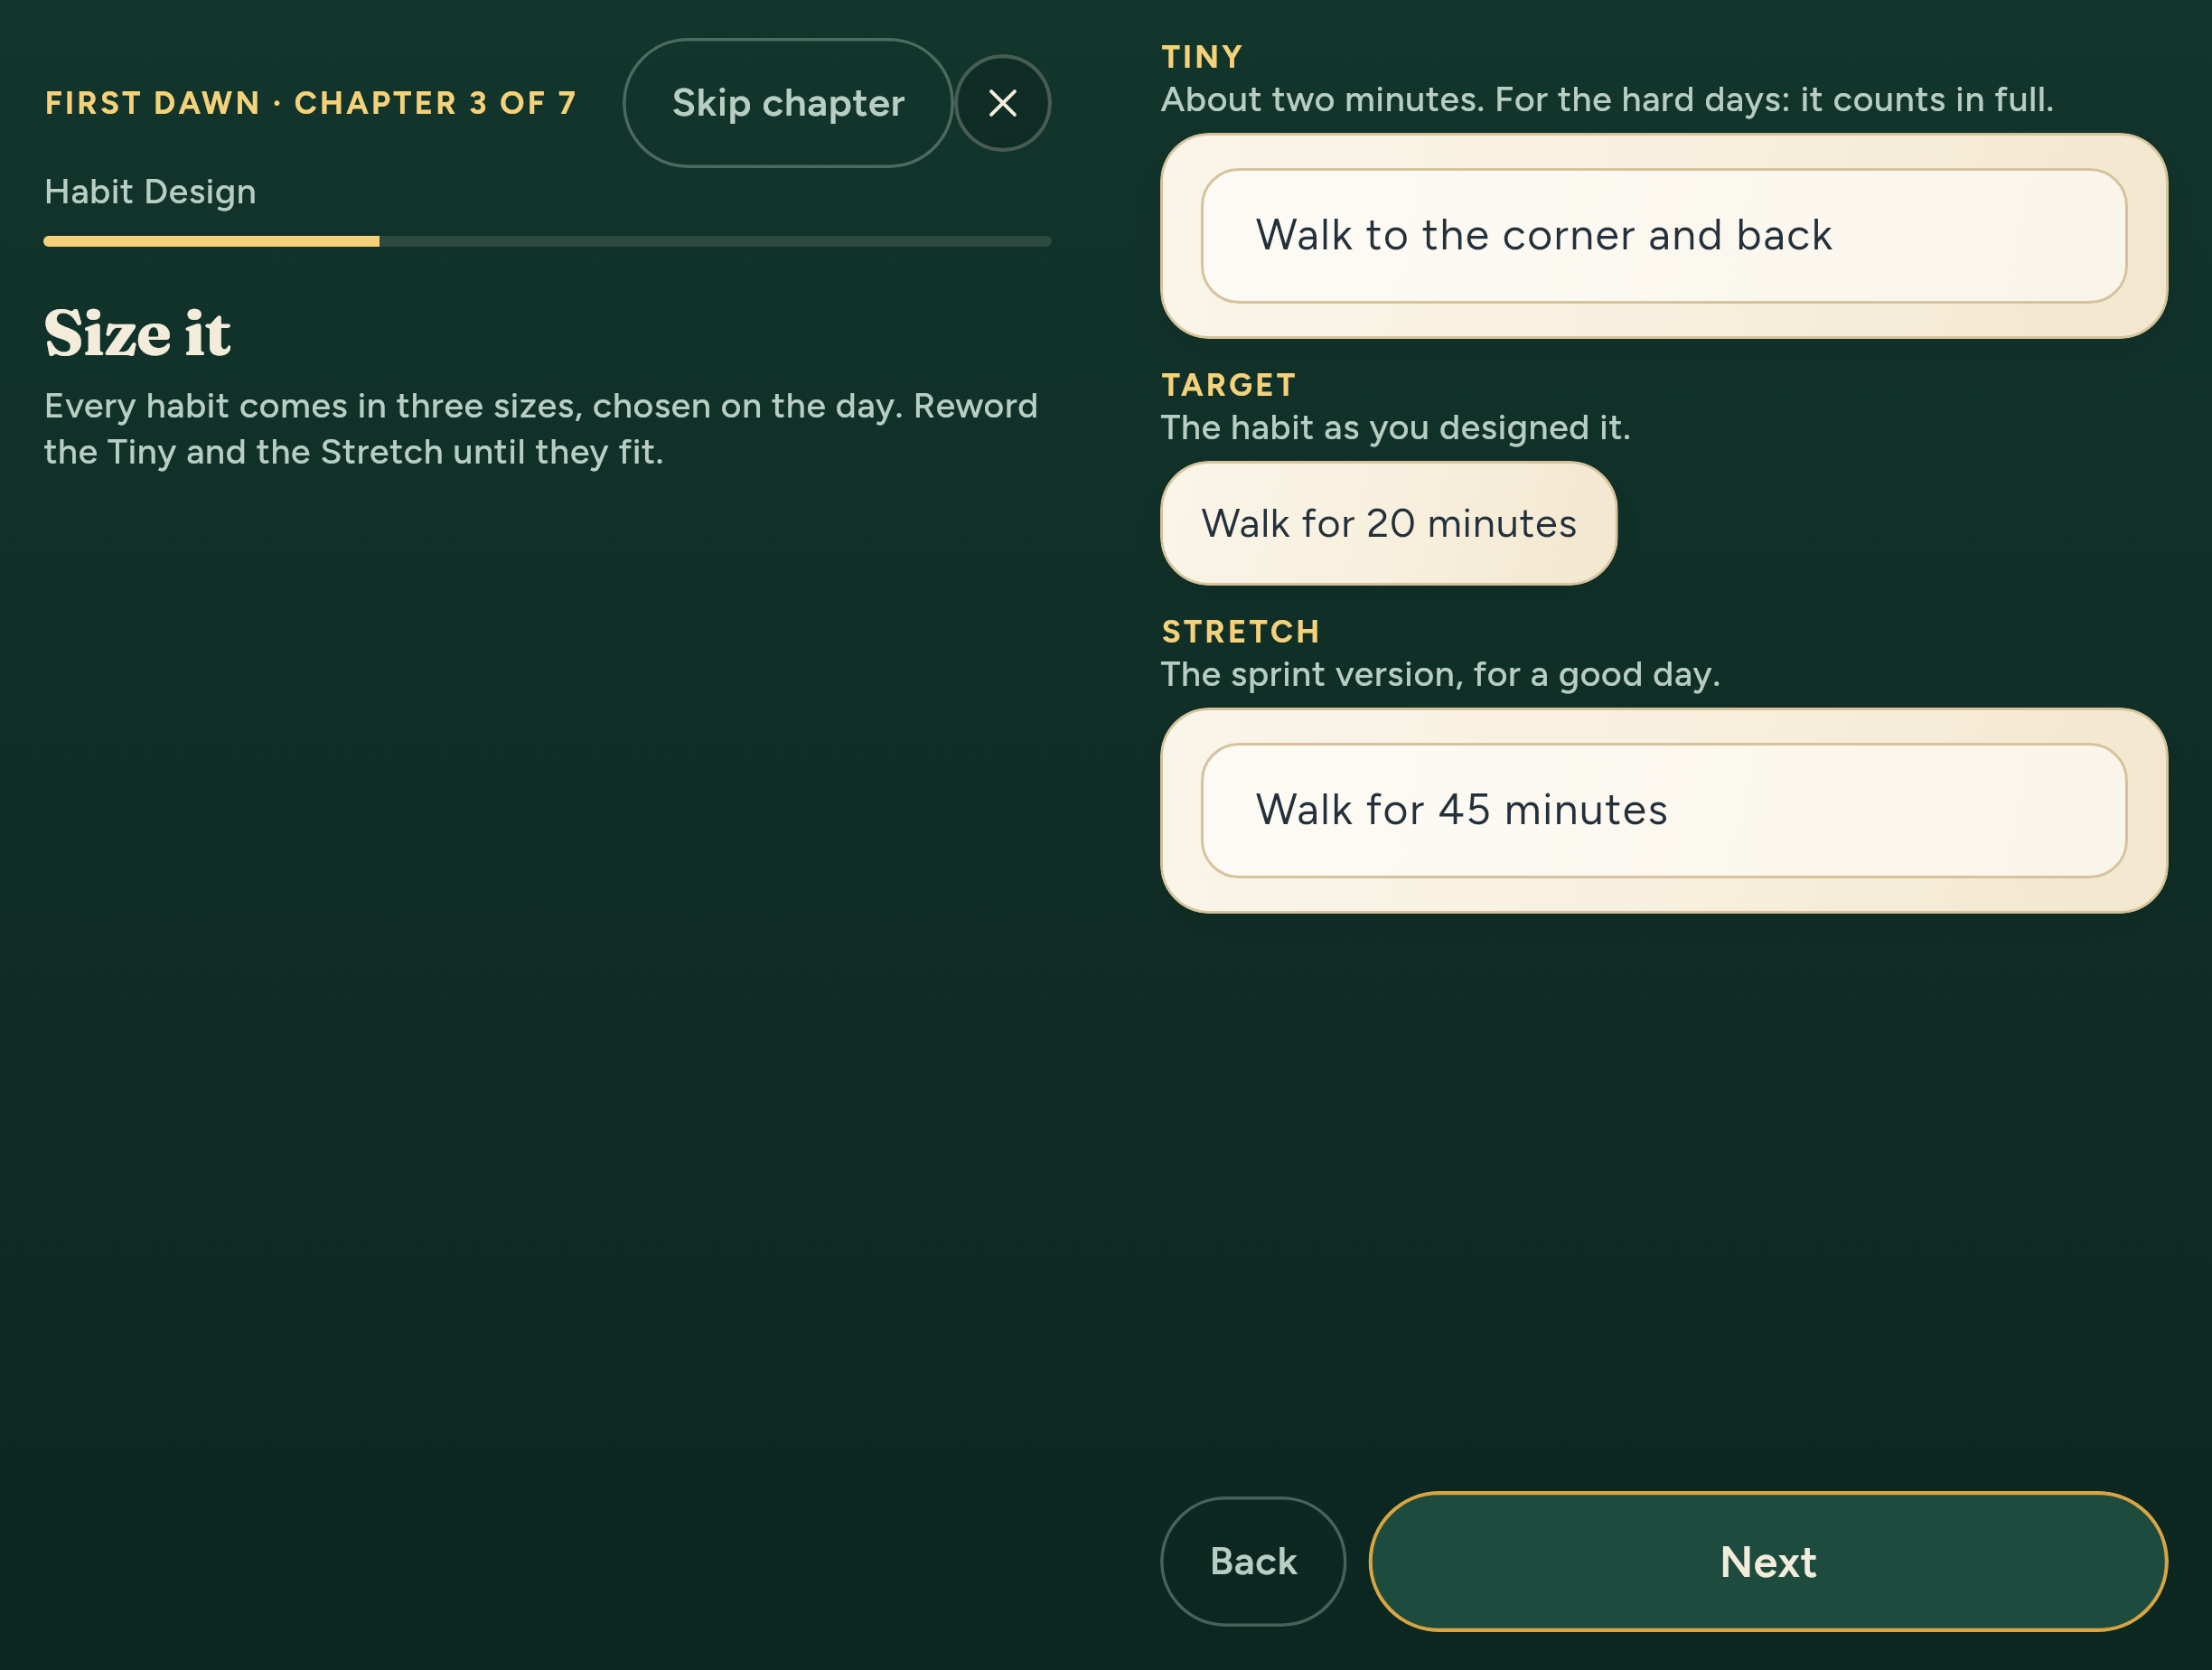 FIRST DAWN · CHAPTER 3 OF 7
Skip chapter
Habit Design
Size it
Every habit comes in three sizes, chosen on the day. Reword
the Tiny and the Stretch until they fit.
TINY
About two minutes. For the hard days: it counts in full.
Walk to the corner and back
TARGET
The habit as you designed it.
Walk for 20 minutes
STRETCH
The sprint version, for a good day.
Walk for 45 minutes
Back
Next